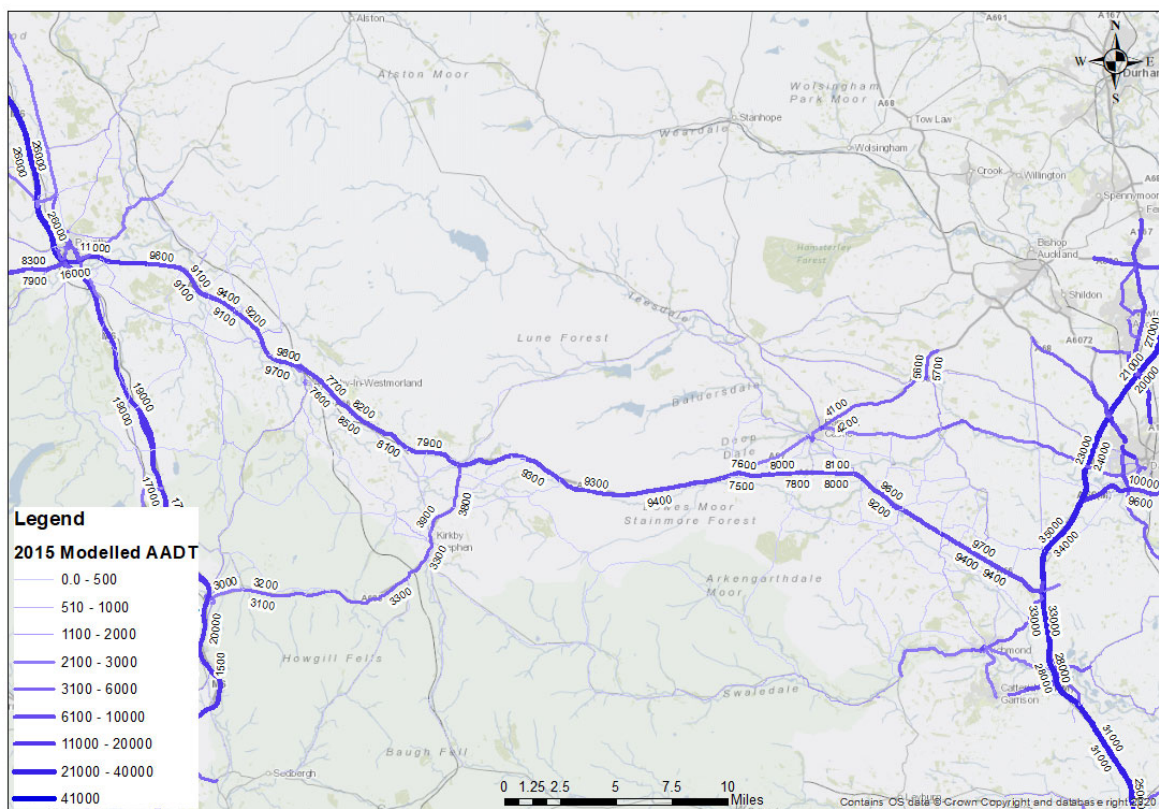 Alston
A691
A167
N
W
E
S
Durham
Alston Moor
Wolsingham
Park Moor
A68
Tow Law
Stanhope
Weardale
Wolsingham
Crook
Willington
Spennymoor
A167
Bishop
Auckland
Shildon
Hamsterley
Forest
26000
26000
26000
11000
8300
7900
16000
9600
9100
9100
9400
9100
9200
9800
9700
7700
7600
8200
8500
8100
7900
19000
19000
17000
Teesdale
Lune Forest
Baldersdale
Deep
Dale
A6072
5600
5700
4100
4200
27000
21000
20000
23000
24000
10000
9600
35000
34000
9300
9300
9400
7600
7500
8000
7800
8100
8000
9600
9200
9700
9400
9400
Stainmore Forest
3900
3800
Kirkby
3300
3300
3000
3200
3100
20000
1500
Arkengarthdale
Moor
33000
33000
28000
28000
Garrison
31000
31000
Howgill Fells
Swaledale
Baugh Fell
Sedbergh
Legend
2015 Modelled AADT
0.0 - 500
510 - 1000
1100 - 2000
2100 - 3000
3100 - 6000
6100 - 10000
11000 - 20000
21000 - 40000
41000
0 1.25 2.5 5 7.5 10
Miles
Contains OS data © Crown Copyright and database right 2020